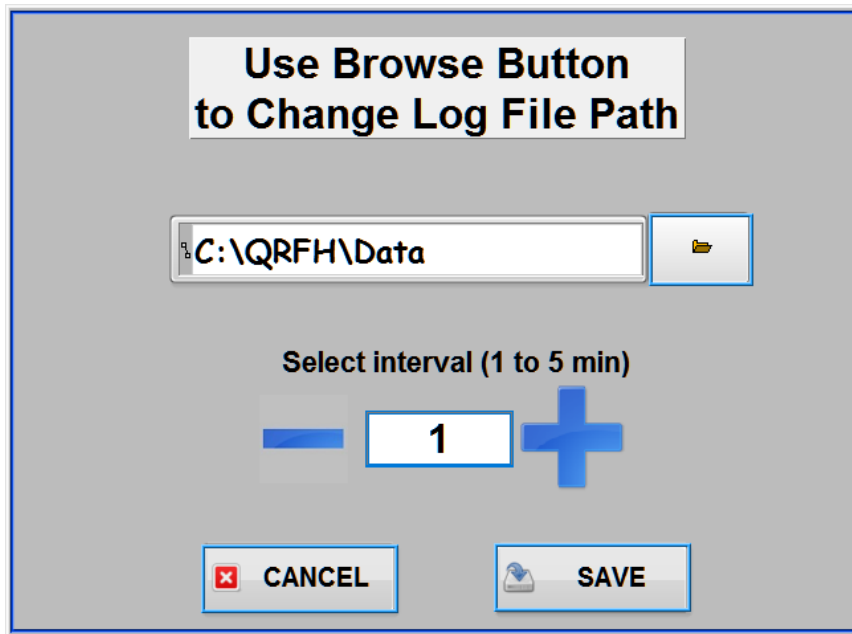 Use Browse Button
to Change Log File Path
C:\QRFH\Data
Select interval (1 to 5 min)
1
CANCEL
SAVE